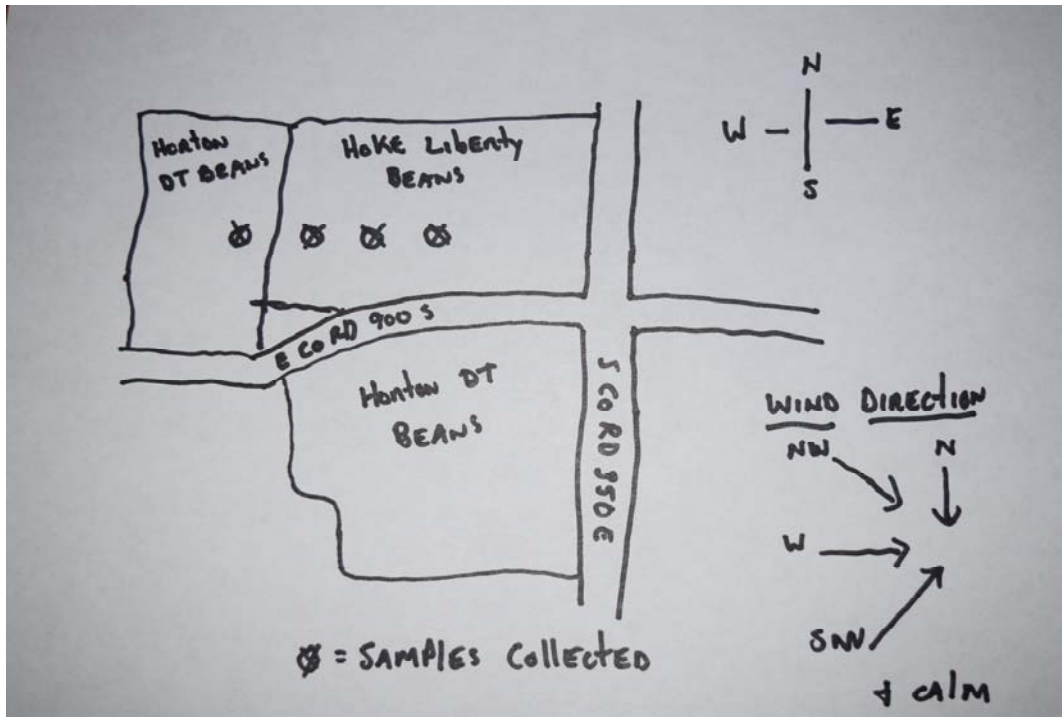 N
W E
S
HORTON
DT BEANS
HOKE Liberty
BEANS
E CO RD 900 S
Horton DT
BEANS
S CO RD 850 E
WIND DIRECTION
NW N
W
SW
& CALM
= SAMPLES COLLECTED